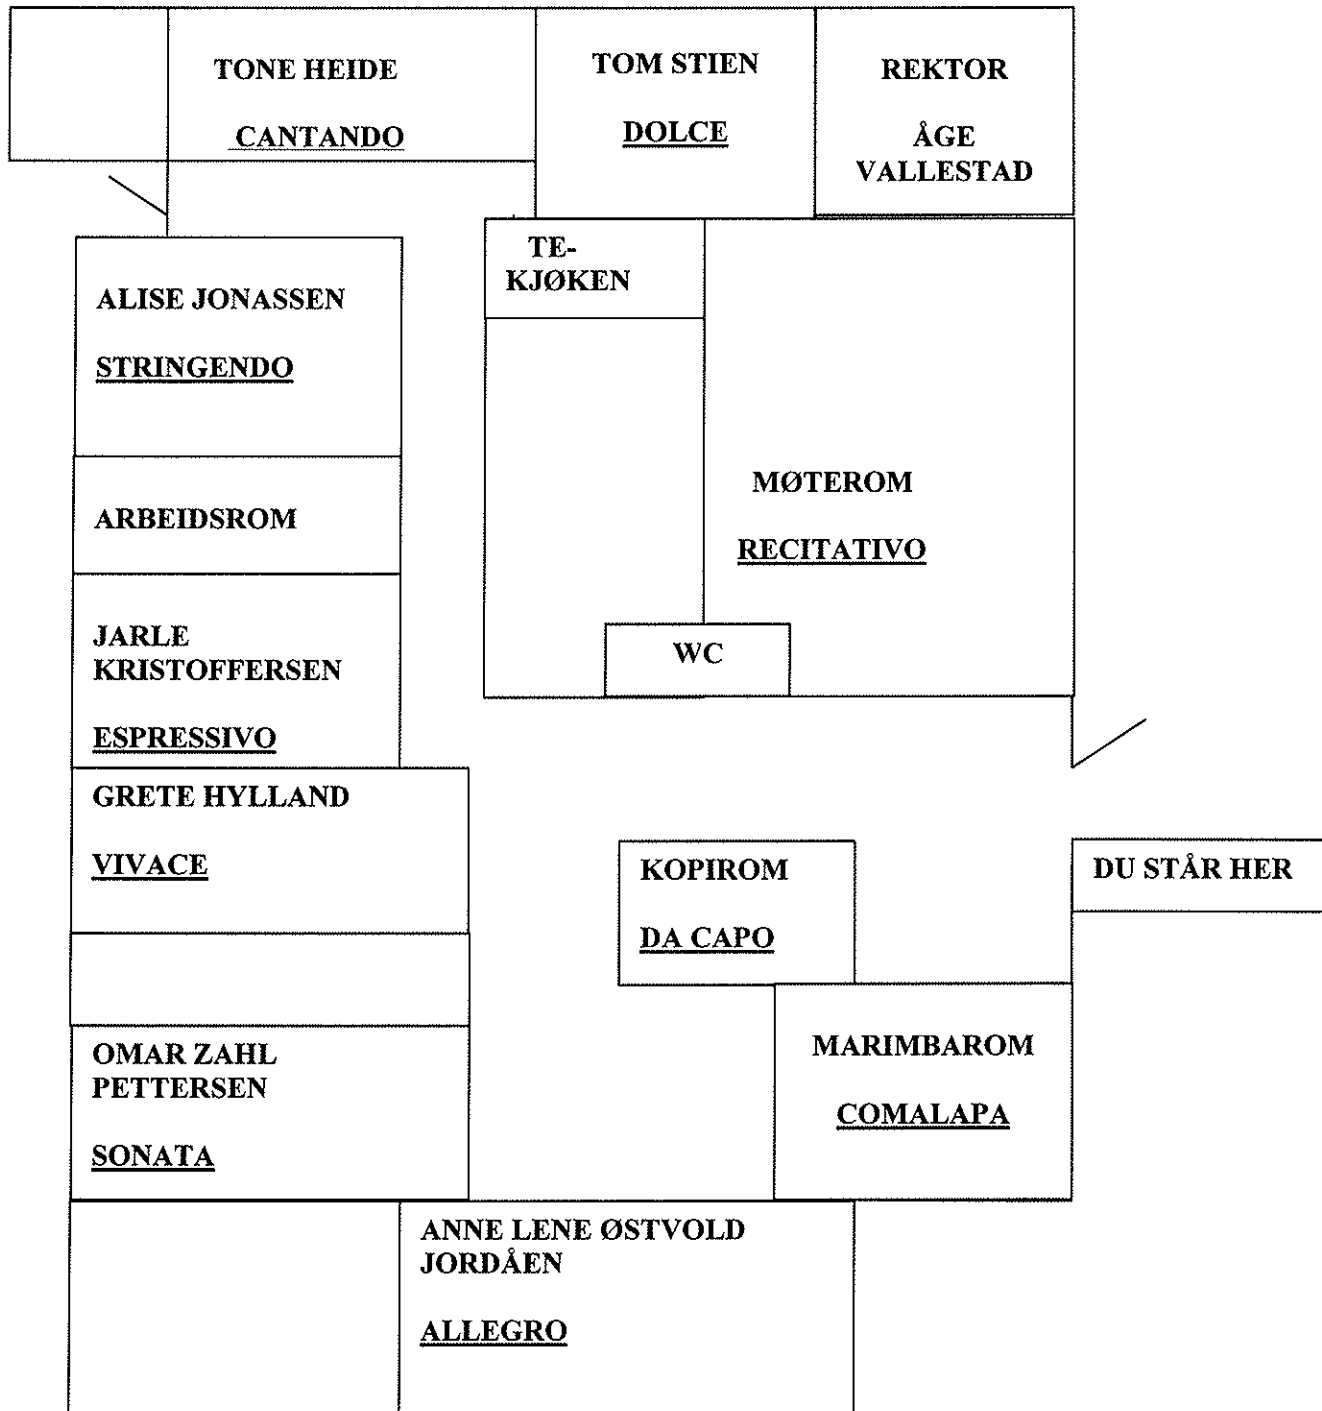 TONE HEIDE
CANTANDO
TOM STIEN
DOLCE
REKTOR
ÅGE
VALLESTAD
ALISE JONASSEN
STRINGENDO
TE-
KJØKEN
ARBEIDSROM
MØTEROM
RECITATIVO
JARLE
KRISTOFFERSEN
ESPRESSIVO
WC
GRETE HYLLAND
VIVACE
KOPIROM
DA CAPO
DU STÅR HER
OMAR ZAHL
PETTERSEN
SONATA
MARIMBAROM
COMALAPA
ANNE LENE ØSTVOLD
JORDÅEN
ALLEGRO